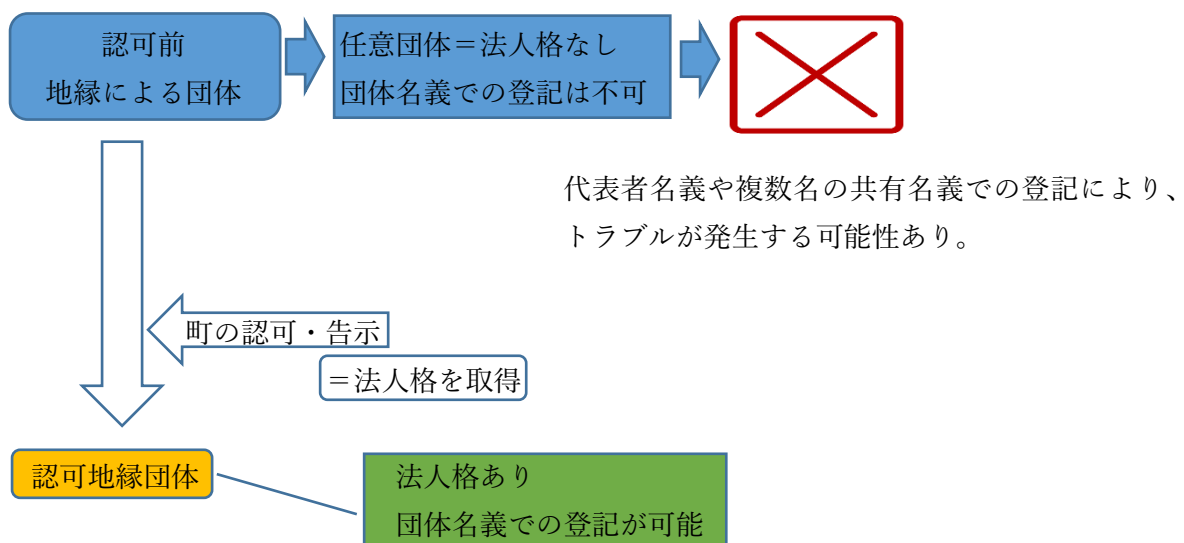 認可前
地縁による団体
任意団体＝法人格なし
団体名義での登記は不可
代表者名義や複数名の共有名義での登記により、
トラブルが発生する可能性あり。
町の認可・告示
＝法人格を取得
認可地縁団体
法人格あり
団体名義での登記が可能